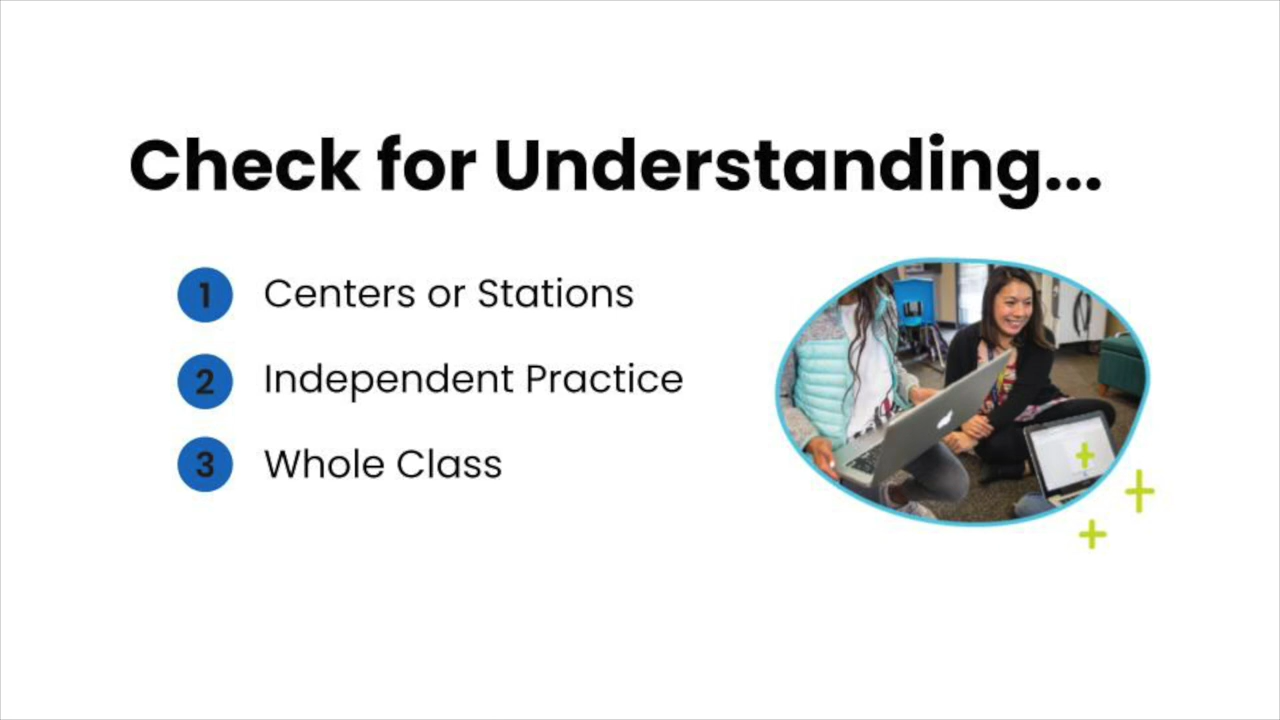 Check for Understanding...
1 Centers or Stations
2 Independent Practice
3 Whole Class